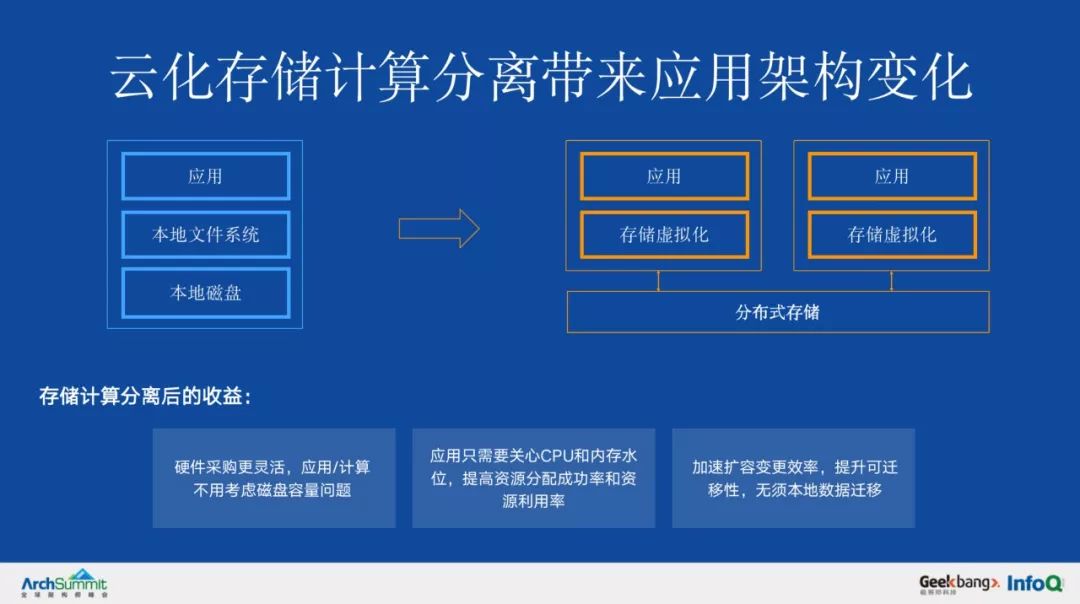 云化存储计算分离带来应用架构变化
应用
本地文件系统
本地磁盘
应用
存储虚拟化
应用
存储虚拟化
分布式存储
存储计算分离后的收益：
硬件采购更灵活，应用/计算
不用考虑磁盘容量问题
应用只需要关心CPU和内存水
位，提高资源分配成功率和资
源利用率
加速扩容变更效率，提升可迁
移性，无须本地数据迁移
ArchSummit
全球架构师峰会
Geekbang>.
极客邦科技
InfoQ